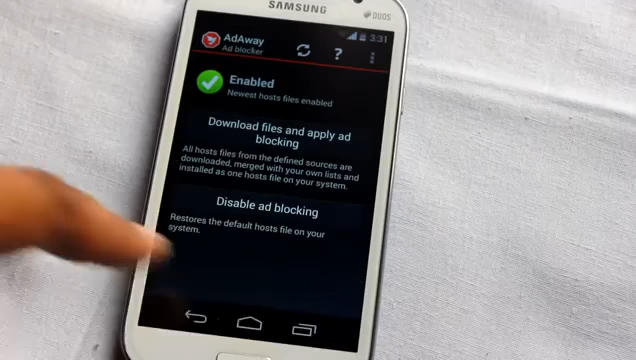 SAMSUNG
DUOS
3:31
AdAway
Ad blocker
?
Enabled
Newest hosts files enabled
Download files and apply ad
blocking
All hosts files from the defined sources are
downloaded, merged with your own lists and
installed as one hosts file on your system.
Disable ad blocking
Restores the default hosts file on your
system.